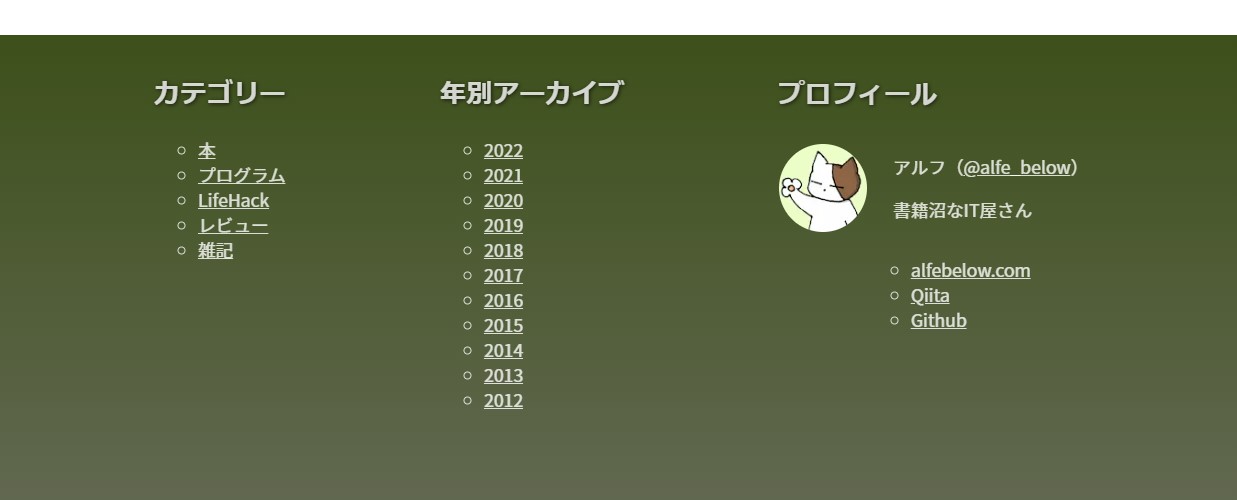 カテゴリー
本
プログラム
LifeHack
レビュー
雑記
年別アーカイブ
2022
2021
2020
2019
2018
2017
2016
2015
2014
2013
2012
プロフィール
アルフ（@alfe_below）
書籍沼なIT屋さん
alfebelow.com
Qiita
Github